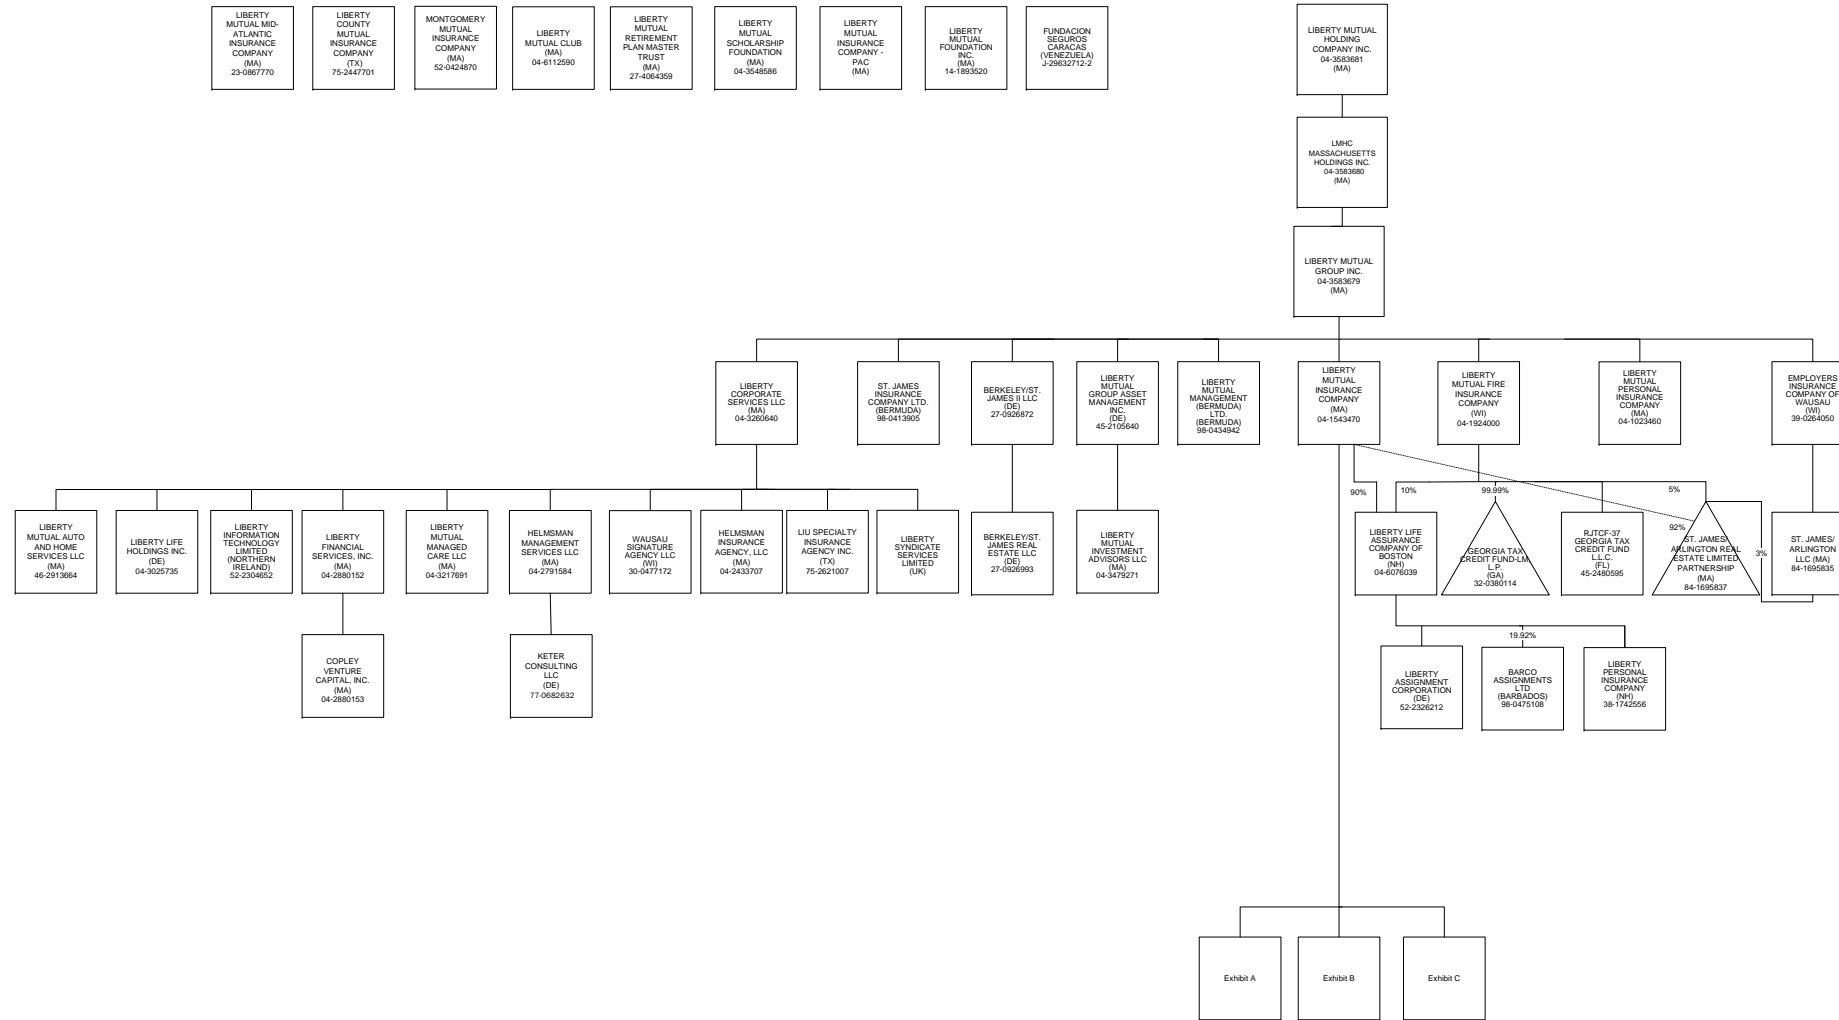 LIBERTY
MUTUAL MID-
ATLANTIC
INSURANCE
COMPANY
(MA)
23-0867770
LIBERTY
COUNTY
MUTUAL
INSURANCE
COMPANY
(TX)
75-2447701
MONTGOMERY
MUTUAL
INSURANCE
COMPANY
(MA)
52-0424870
LIBERTY
MUTUAL CLUB
(MA)
04-6112590
LIBERTY
MUTUAL
RETIREMENT
PLAN MASTER
TRUST
(MA)
27-4064359
LIBERTY
MUTUAL
SCHOLARSHIP
FOUNDATION
(MA)
04-3548586
LIBERTY
MUTUAL
INSURANCE
COMPANY -
PAC
(MA)
LIBERTY
MUTUAL
FOUNDATION
INC.
(MA)
14-1893520
FUNDACION
SEGUROS
CARACAS
(VENEZUELA)
J-29632712-2
LIBERTY MUTUAL
HOLDING
COMPANY INC.
04-3583681
(MA)
LMHC
MASSACHUSETTS
HOLDINGS INC.
04-3583680
(MA)
LIBERTY MUTUAL
GROUP INC.
04-3583679
(MA)
LIBERTY
CORPORATE
SERVICES LLC
(MA)
04-3260640
ST. JAMES
INSURANCE
COMPANY LTD.
(BERMUDA)
98-0413905
BERKELEY/ST.
JAMES II LLC
(DE)
27-0926872
LIBERTY
MUTUAL
GROUP ASSET
MANAGEMENT
INC.
(DE)
45-2105640
LIBERTY
MUTUAL
MANAGEMENT
(BERMUDA)
LTD.
(BERMUDA)
98-0434942
LIBERTY
MUTUAL
INSURANCE
COMPANY
(MA)
04-1543470
LIBERTY
MUTUAL FIRE
INSURANCE
COMPANY
(WI)
04-1924000
LIBERTY
MUTUAL
PERSONAL
INSURANCE
COMPANY
(MA)
04-1023460
EMPLOYERS
INSURANCE
COMPANY OF
WAUSAU
(WI)
39-0264050
90%
10%
99.99%
5%
92%
3%
LIBERTY
MUTUAL AUTO
AND HOME
SERVICES LLC
(MA)
46-2913664
LIBERTY LIFE
HOLDINGS INC.
(DE)
04-3025735
LIBERTY
INFORMATION
TECHNOLOGY
LIMITED
(NORTHERN
IRELAND)
52-2304652
LIBERTY
FINANCIAL
SERVICES, INC.
(MA)
04-2880152
LIBERTY
MUTUAL
MANAGED
CARE LLC
(MA)
04-3217691
HELMSMAN
MANAGEMENT
SERVICES LLC
(MA)
04-2791584
WAUSAU
SIGNATURE
AGENCY LLC
(WI)
30-0477172
HELMSMAN
INSURANCE
AGENCY, LLC
(MA)
04-2433707
LIU SPECIALTY
INSURANCE
AGENCY INC.
(TX)
75-2621007
LIBERTY
SYNDICATE
SERVICES
LIMITED
(UK)
BERKELEY/ST.
JAMES REAL
ESTATE LLC
(DE)
27-0926993
LIBERTY
MUTUAL
INVESTMENT
ADVISORS LLC
(MA)
04-3479271
LIBERTY LIFE
ASSURANCE
COMPANY OF
BOSTON
(NH)
04-6076039
GEORGIA TAX
CREDIT FUND-LM
L.P.
(GA)
32-0380114
RJTCF-37
GEORGIA TAX
CREDIT FUND
L.L.C.
(FL)
45-2480595
ST. JAMES/
ARLINGTON REAL
ESTATE LIMITED
PARTNERSHIP
(MA)
84-1695837
ST. JAMES/
ARLINGTON
LLC (MA)
84-1695835
COPLEY
VENTURE
CAPITAL, INC.
(MA)
04-2880153
KETER
CONSULTING
LLC
(DE)
77-0682632
19.92%
LIBERTY
ASSIGNMENT
CORPORATION
(DE)
52-2326212
BARCO
ASSIGNMENTS
LTD
(BARBADOS)
98-0475108
LIBERTY
PERSONAL
INSURANCE
COMPANY
(NH)
38-1742556
Exhibit A
Exhibit B
Exhibit C